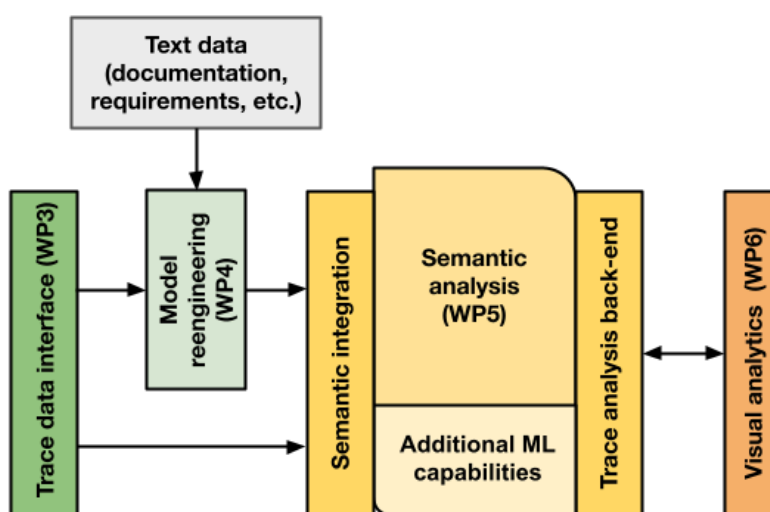 Text data
(documentation,
requirements, etc.)
Trace data interface (WP3)
Model
reengineering
(WP4)
Semantic integration
Semantic
analysis
(WP5)
Additional ML
capabilities
Trace analysis back-end
Visual analytics (WP6)